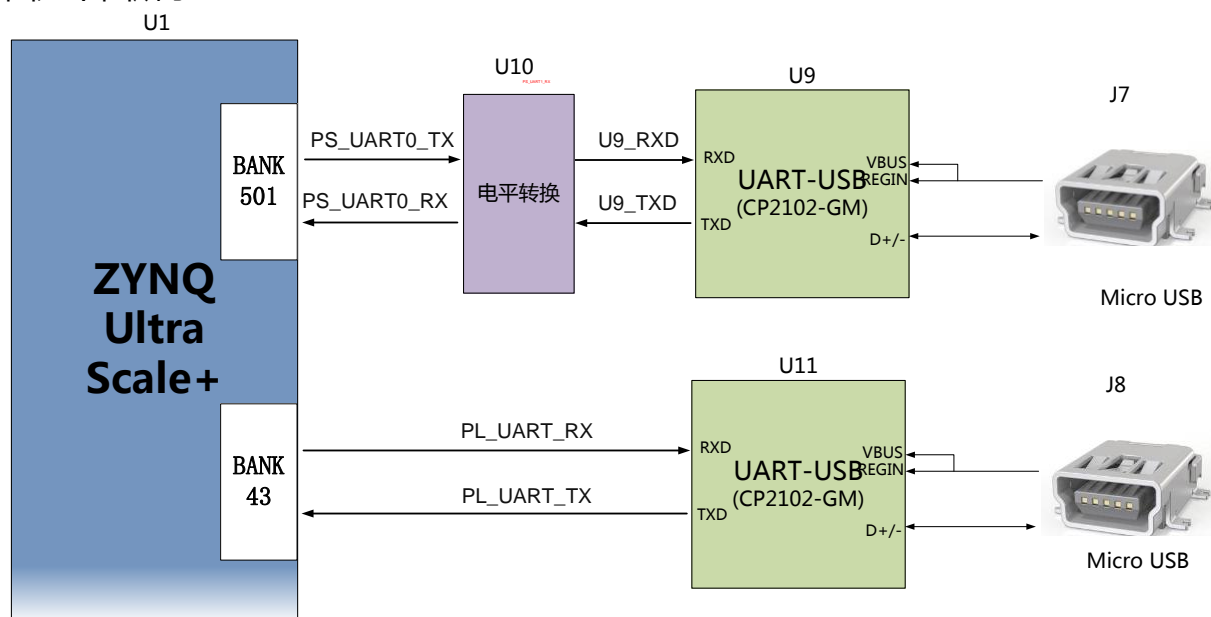 U1
U10
U9
J7
PS_UART0_TX
U9_RXD
BANK
501
RXD
VBUS
UART-USB
REGIN
电平转换
(CP2102-GM)
PS_UART0_RX
U9_TXD
TXD
D+/-
ZYNQ
Ultra
Scale+
Micro USB
U11
J8
PL_UART_RX
RXD
VBUS
BANK
43
UART-USB
REGIN
PL_UART_TX
(CP2102-GM)
TXD
D+/-
Micro USB